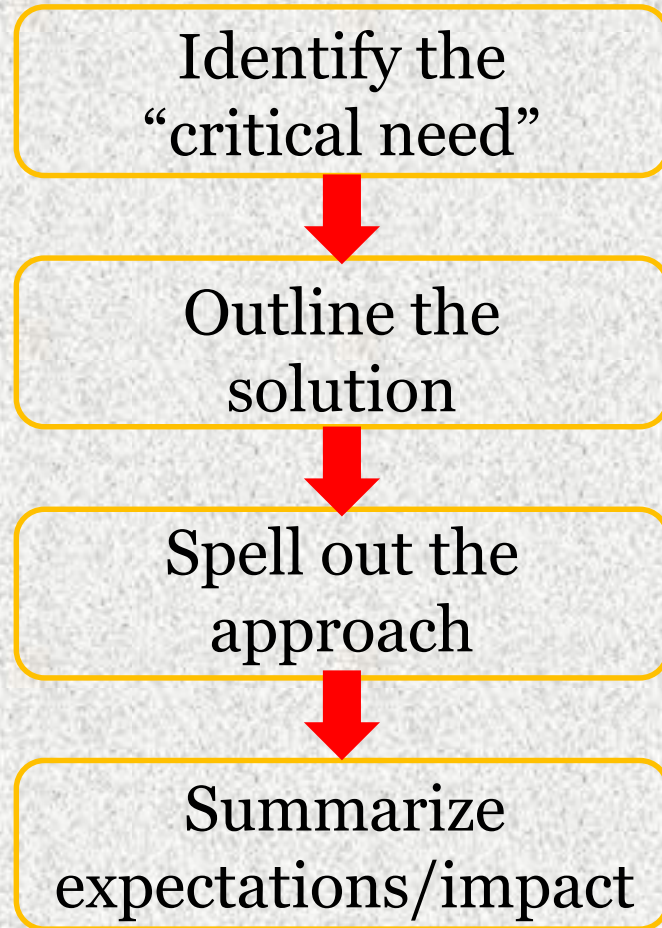 Identify the
“critical need”
Outline the
solution
Spell out the
approach
Summarize
expectations/impact